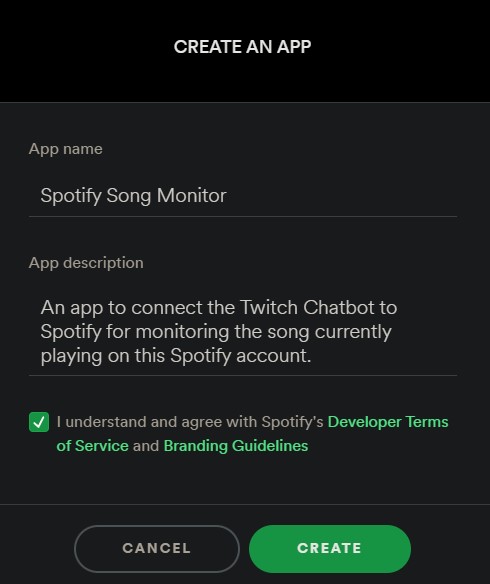 CREATE AN APP
App name
Spotify Song Monitor
App description
An app to connect the Twitch Chatbot to
Spotify for monitoring the song currently
playing on this Spotify account.
I understand and agree with Spotify's Developer Terms
of Service and Branding Guidelines
CANCEL
CREATE